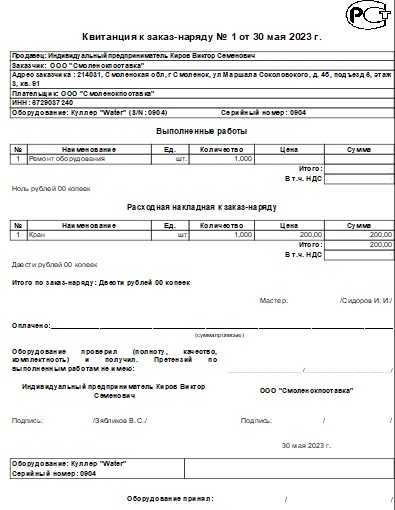 РСТ
Квитанция к заказ-наряду № 1 от 30 мая 2023 г.
Продавец: Индивидуальный предприниматель Киров Виктор Семенович
Заказчик: ООО "Смоленкпоставка"
Адрес заказчика : 214031, Смоленская обл, г Смоленск, ул Маршала Соколовского, д. 46, подъезд 6, этаж
3, кв. 91
Плательщик: ООО "Смоленокпоставка"
ИНН: 6729037240
Оборудование: Куллер "Water" (S/N: 0904) Серийный номер: 0904
Выполненные работы
№ Наименование Ед. Количество Цена Сумма
1 Ремонт оборудования шт. 1,000
Итого: -
В т.ч. НДС -
Ноль рублей 00 копеек
Расходная накладная к заказ-наряду
№ Наименование Ед. Количество Цена Сумма
1 Кран шт 1,000 200,00 200,00
Итого: 200,00
В т.ч. НДС
Двести рублей 00 копеек
Итого по заказ-наряду: Двести рублей 00 копеек
Мастер: /Сидоров И. И./
Оплачено:
(сумма прописью)
Оборудование проверил (полноту, качество,
комплектность) и получил. Претензий по
выполненным работам не имею: / /
Индивидуальный предприниматель Киров Виктор
Семенович
ООО "Смоленокпоставка"
Подпись: /Зябликов В. С./ Подпись: / /
30 мая 2023 г.
Оборудование: Куллер "Water"
Серийный номер: 0904
Оборудование принял: / /